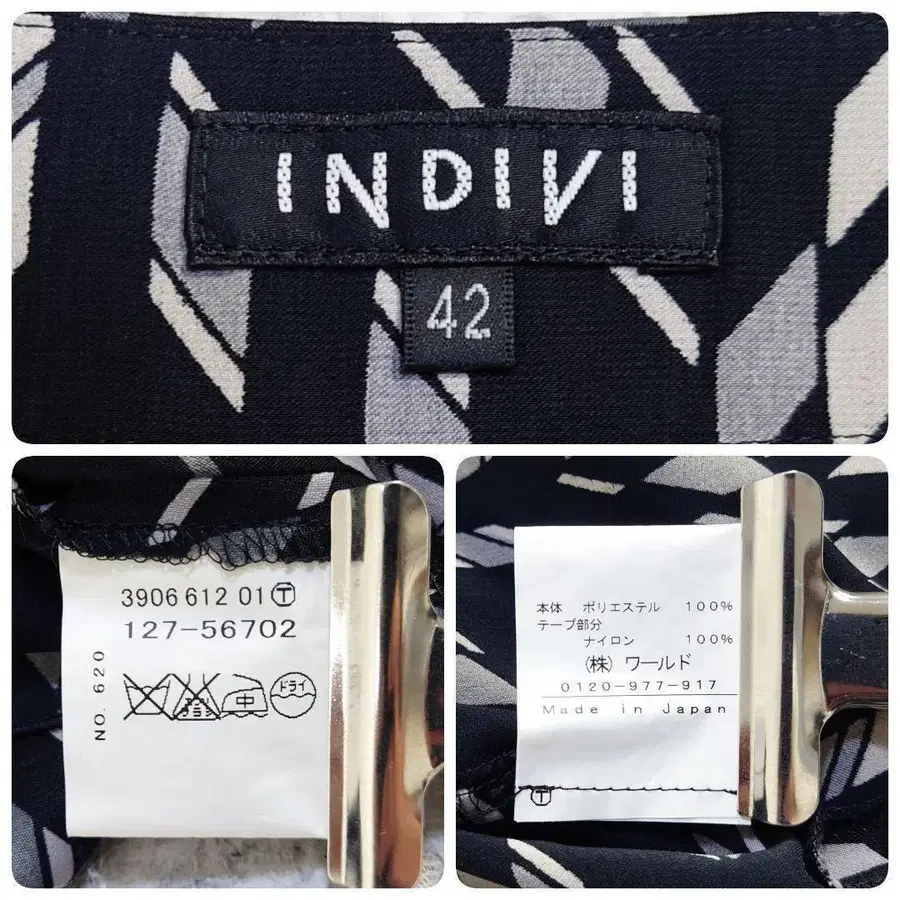 INDIVI
42
3906 612 01 Ⓣ
127-56702
NO. 620
中 ドライ
本体 ポリエステル 100%
テープ部分
ナイロン 100%
(株) ワールド
0120-977-917
Made in Japan
Ⓣ